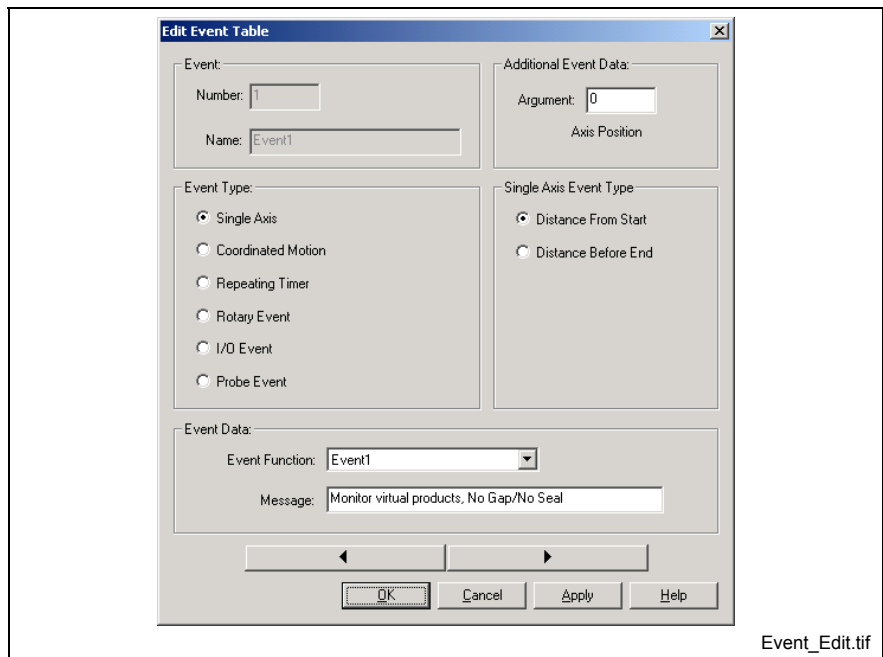 Edit Event Table
Event:
Number: 1
Name: Event1
Additional Event Data:
Argument: 0
Axis Position
Event Type:
Single Axis
Coordinated Motion
Repeating Timer
Rotary Event
I/O Event
Probe Event
Single Axis Event Type
Distance From Start
Distance Before End
Event Data:
Event Function: Event1
Message: Monitor virtual products, No Gap/No Seal
OK Cancel Apply Help
Event_Edit.tif